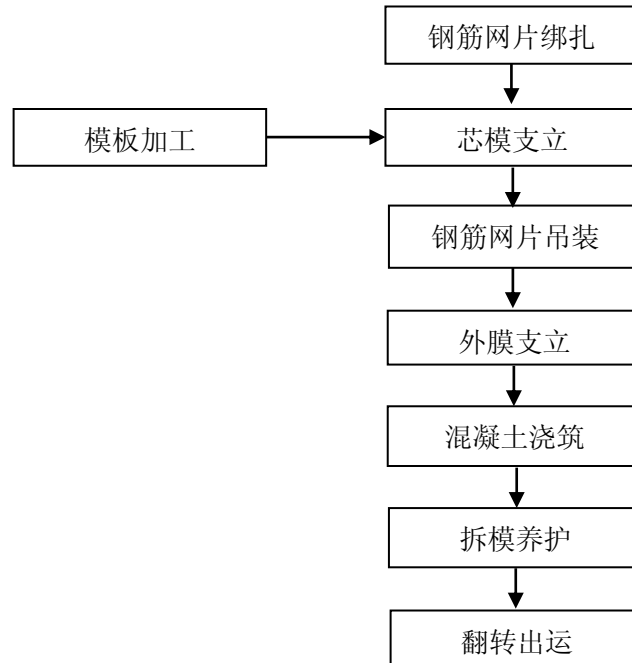 钢筋网片绑扎
模板加工
芯模支立
钢筋网片吊装
外膜支立
混凝土浇筑
拆模养护
翻转出运